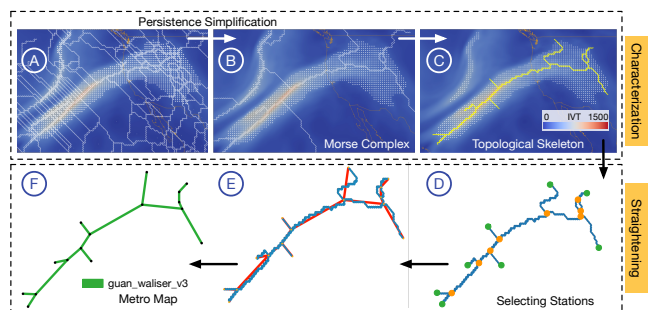 Persistence Simplification
A
B
C
Morse Complex
0 IVT 1500
Topological Skeleton
Characterization
F
E
D
guan_waliser_v3
Metro Map
Selecting Stations
Straightening